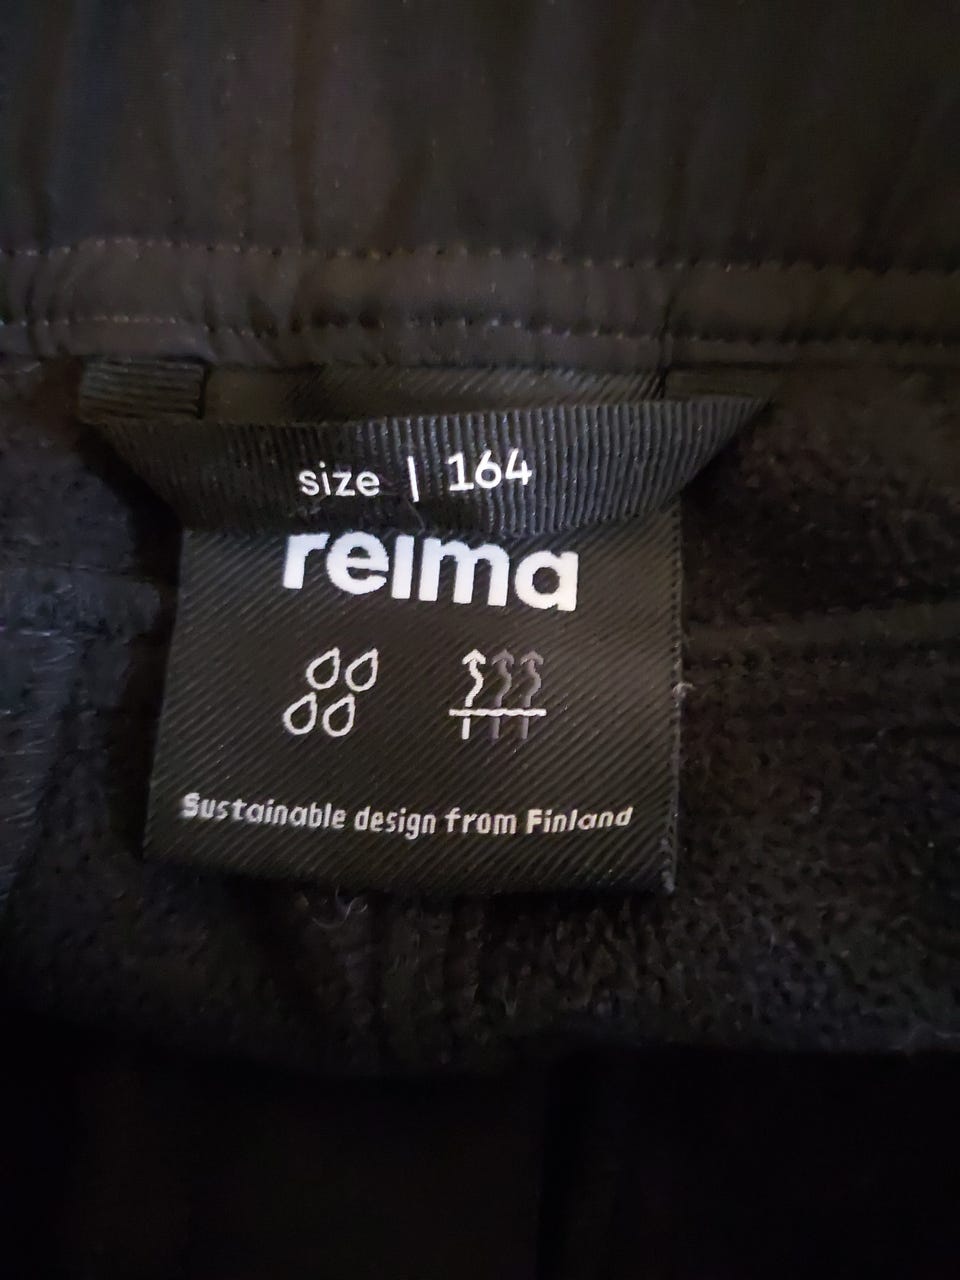 size | 164
reima
Sustainable design from Finland